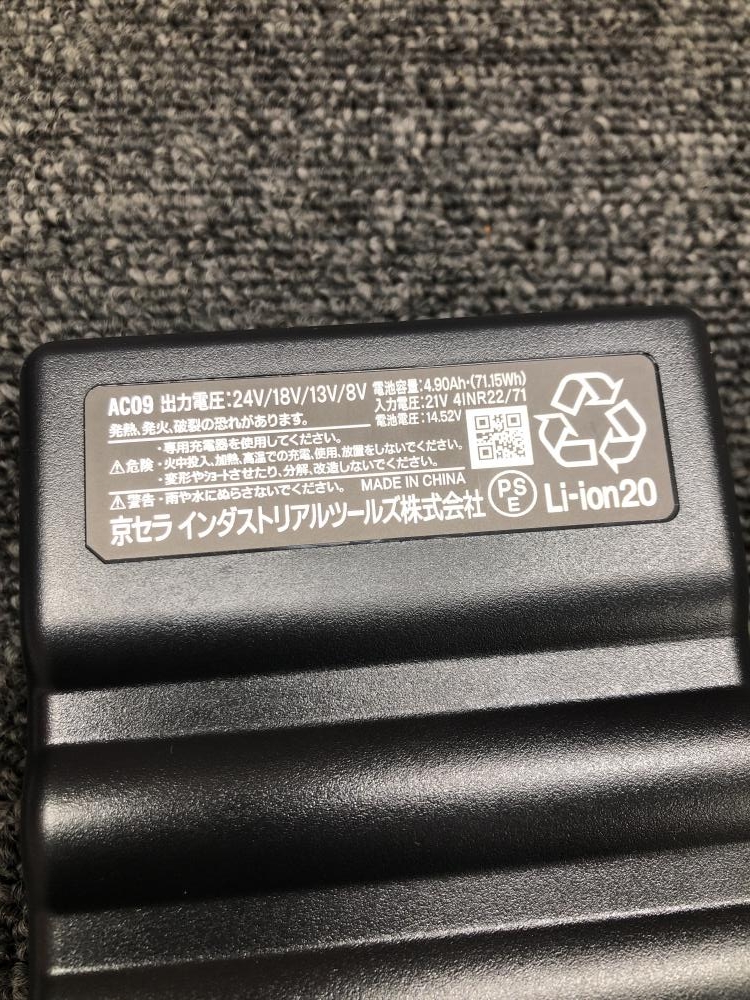 AC09 出力電圧:24V/18V/13V/8V
電池容量:4.90Ah・(71.15Wh)
入力電圧:21V 4INR22/71
電池電圧:14.52V
発熱、発火、破裂の恐れがあります。
⚠危険
・専用充電器を使用してください。
・火中投入、加熱、高温での充電、使用、放置をしないでください。
・変形やショートさせたり、分解、改造しないでください。
⚠警告・雨や水にぬらさないでください。
MADE IN CHINA
京セラ インダストリアルツールズ株式会社
PS
E
Li-ion20